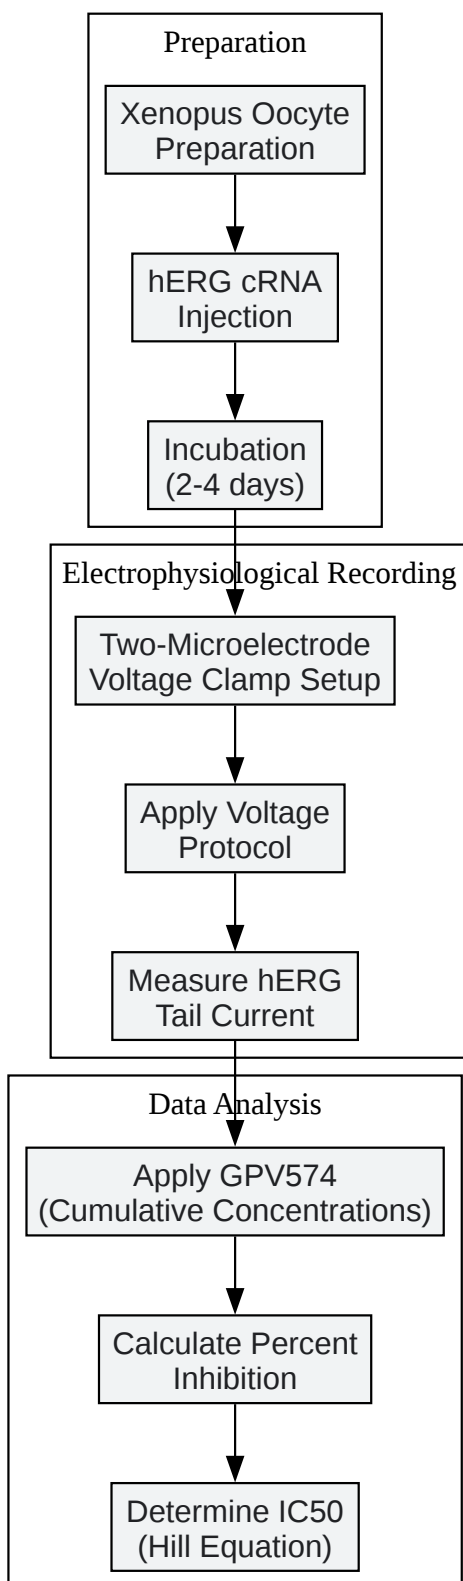 Preparation
Xenopus Oocyte
Preparation
hERG cRNA
Injection
Incubation
(2-4 days)
Electrophysiological Recording
Two-Microelectrode
Voltage Clamp Setup
Apply Voltage
Protocol
Measure hERG
Tail Current
Data Analysis
Apply GPV574
(Cumulative Concentrations)
Calculate Percent
Inhibition
Determine IC50
(Hill Equation)